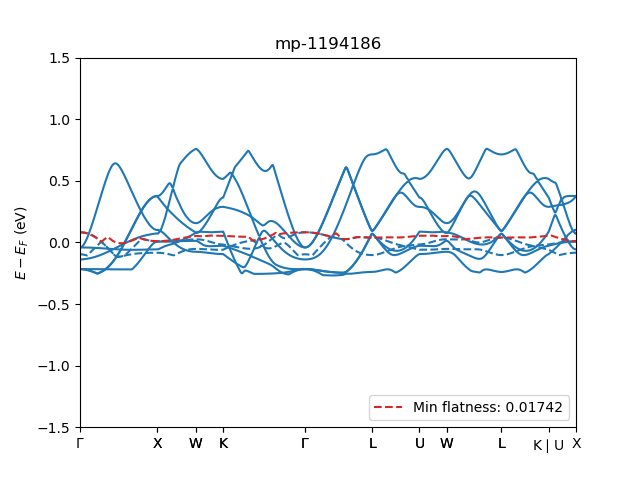 mp-1194186
1.5
1.0
0.5
0.0
−0.5
−1.0
−1.5
E − E_F (eV)
Min flatness: 0.01742
Γ X W K Γ L U W L K | U X